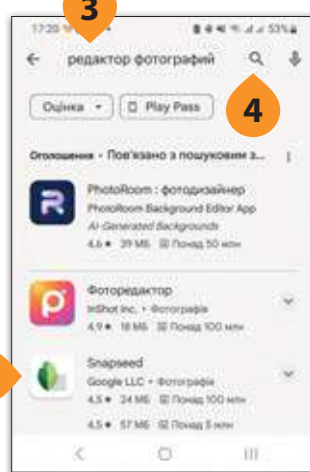 3
17:20 53%
редактор фотографий
Оцінка Play Pass
4
Оголошення • Пов'язано з пошуковим з...
PhotoRoom : фотодизайнер
PhotoRoom Background Editor App
AI-Generated Backgrounds
4,6 ★ 39 МБ Понад 50 млн
Фоторедактор
InShot Inc. • Фотографія
4,9 ★ 18 МБ Понад 100 млн
Snapseed
Google LLC • Фотографія
4,5 ★ 24 МБ Понад 100 млн
4,5 ★ 57 МБ Понад 5 млн